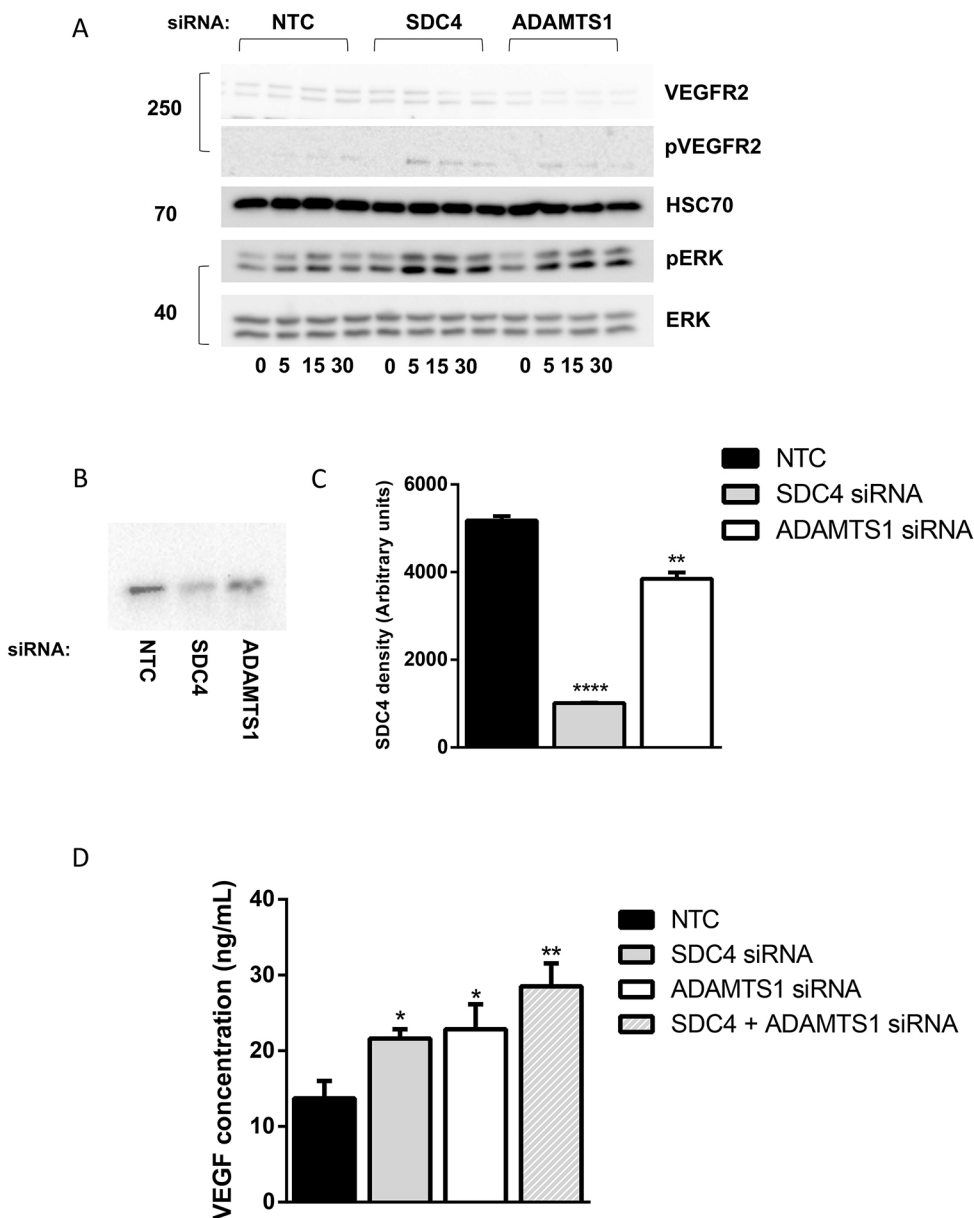 A
siRNA: NTC SDC4 ADAMTS1
250
VEGFR2
pVEGFR2
70
HSC70
pERK
40
ERK
0 5 15 30 0 5 15 30 0 5 15 30
B
siRNA:
NTC
SDC4
ADAMTS1
C
NTC
SDC4 siRNA
ADAMTS1 siRNA
SDC4 density (Arbitrary units)
6000
4000
2000
0
****
**
D
VEGF concentration (ng/mL)
40
30
20
10
0
*
*
**
NTC
SDC4 siRNA
ADAMTS1 siRNA
SDC4 + ADAMTS1 siRNA